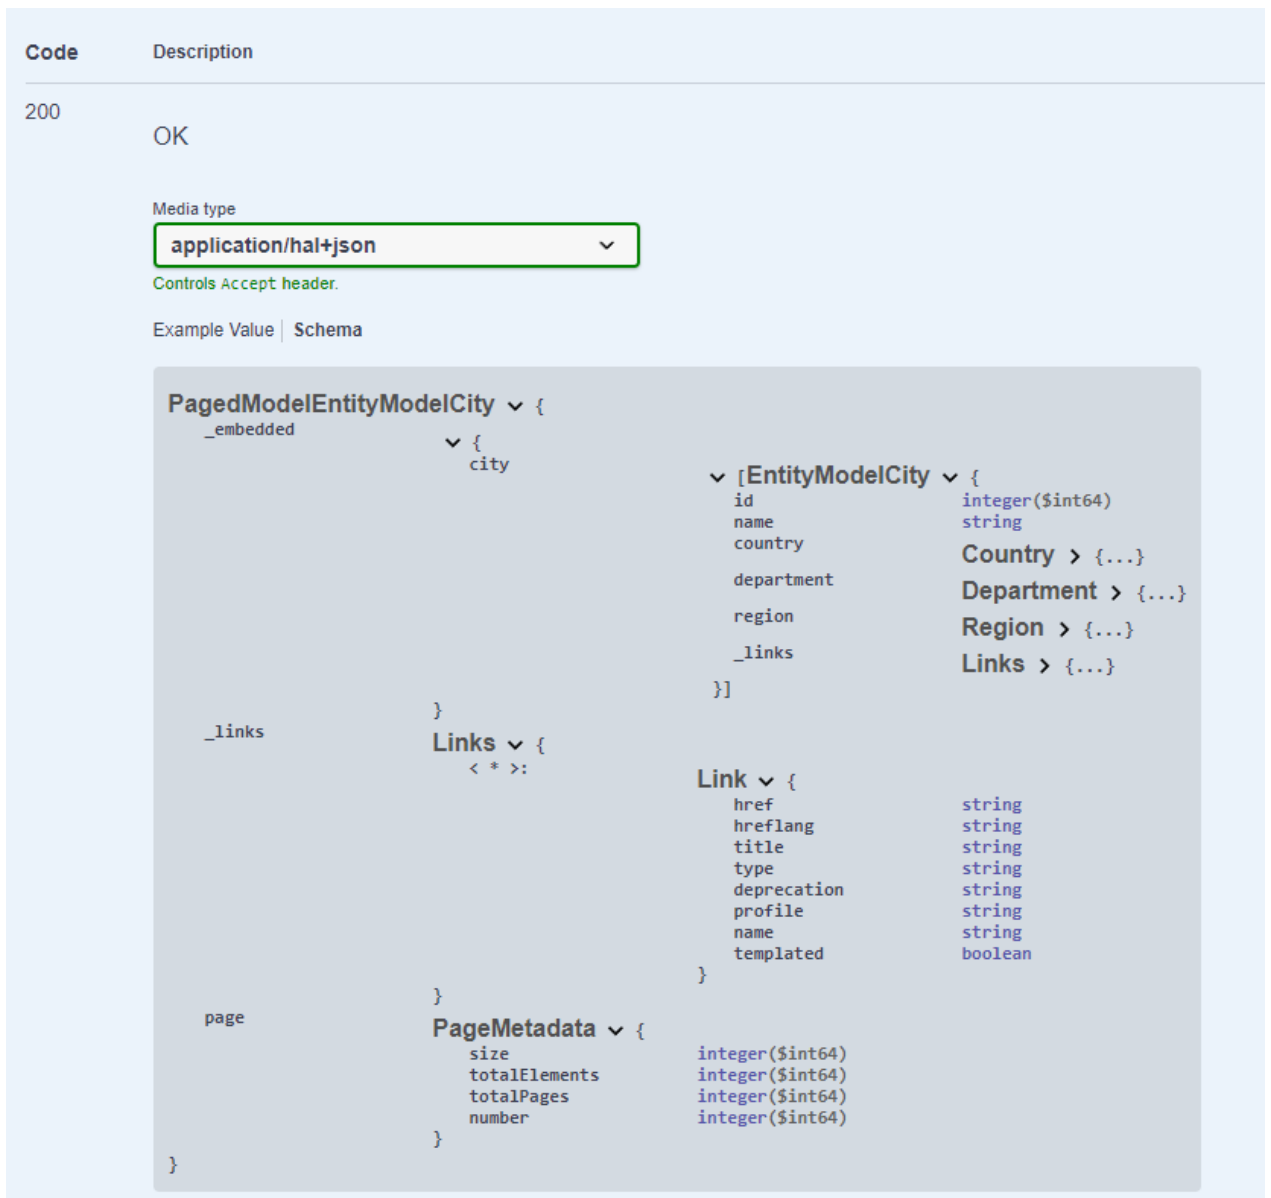 Code Description
200
OK
Media type
application/hal+json
Controls Accept header.
Example Value Schema
PagedModelEntityModelCity {
_embedded
{
city
[EntityModelCity {
id integer($int64)
name string
country
Country > {...}
department
Department > {...}
region
Region > {...}
_links
Links > {...}
}]
}
_links
Links {
< * >:
Link {
href string
hreflang string
title string
type string
deprecation string
profile string
name string
templated boolean
}
}
page
PageMetadata {
size integer($int64)
totalElements integer($int64)
totalPages integer($int64)
number integer($int64)
}
}